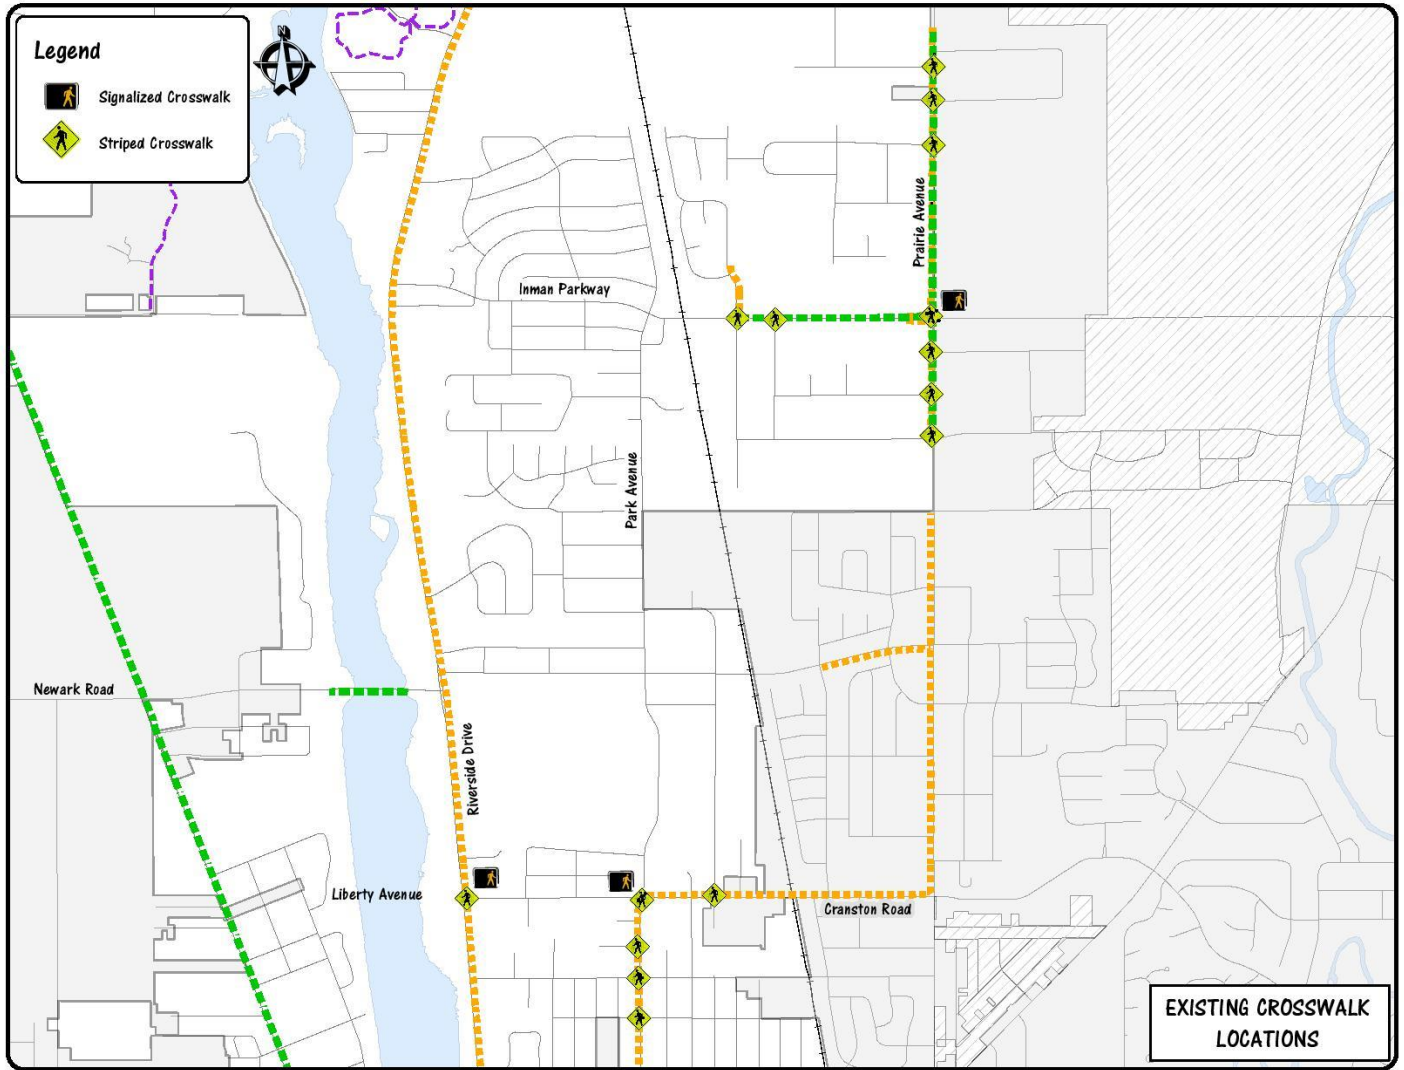 Legend
N
Signalized Crosswalk
Striped Crosswalk
Prairie Avenue
Inman Parkway
Park Avenue
Newark Road
Riverside Drive
Liberty Avenue
Cranston Road
EXISTING CROSSWALK
LOCATIONS